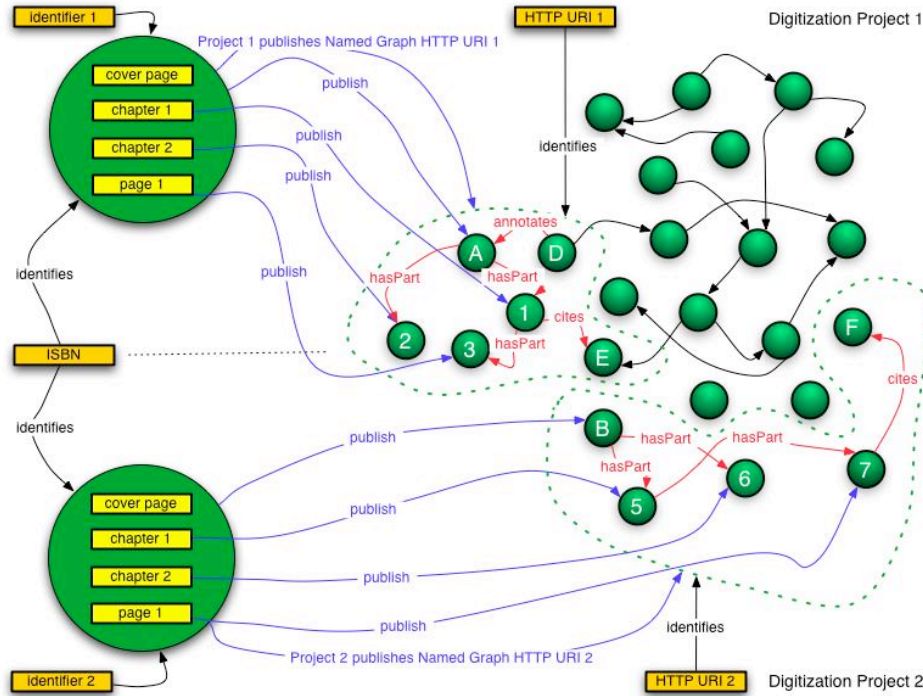 identifier 1
HTTP URI 1
Digitization Project 1
Project 1 publishes Named Graph HTTP URI 1
cover page
publish
chapter 1
publish
identifies
chapter 2
publish
page 1
annotates
A
D
identifies
publish
hasPart
hasPart
1
cites
F
2
3
hasPart
E
ISBN
cites
identifies
publish
B
hasPart
hasPart
hasPart
7
6
cover page
publish
5
chapter 1
chapter 2
publish
page 1
publish
identifies
Project 2 publishes Named Graph HTTP URI 2
identifier 2
HTTP URI 2
Digitization Project 2